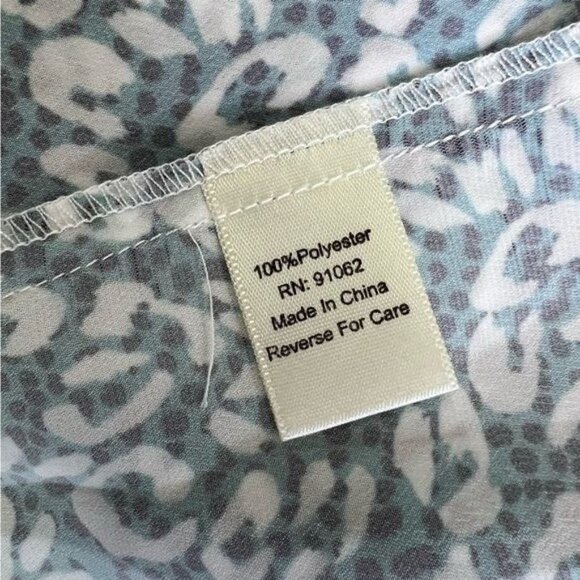 100%Polyester
RN: 91062
Made In China
Reverse For Care